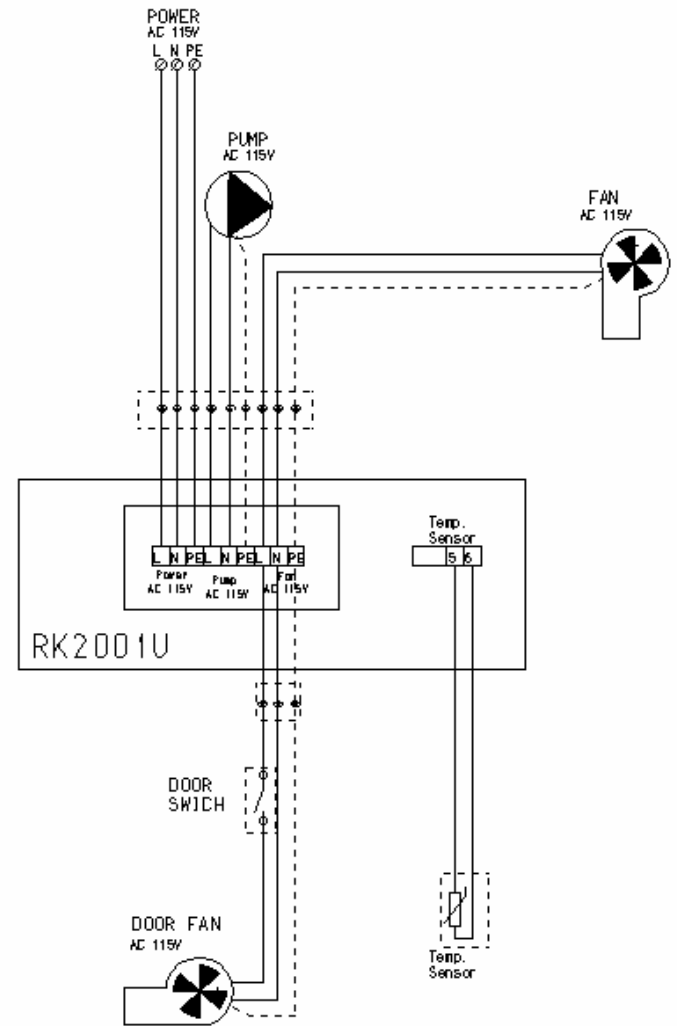 POWER
AC 115V
L N PE
PUMP
AC 115V
FAN
AC 115V
Temp.
Sensor
L N PE L N PE L N PE
5 6
Power
AC 115V
Pump
AC 115V
Fan
AC 115V
RK2001U
DOOR
SWICH
DOOR FAN
AC 115V
Temp.
Sensor